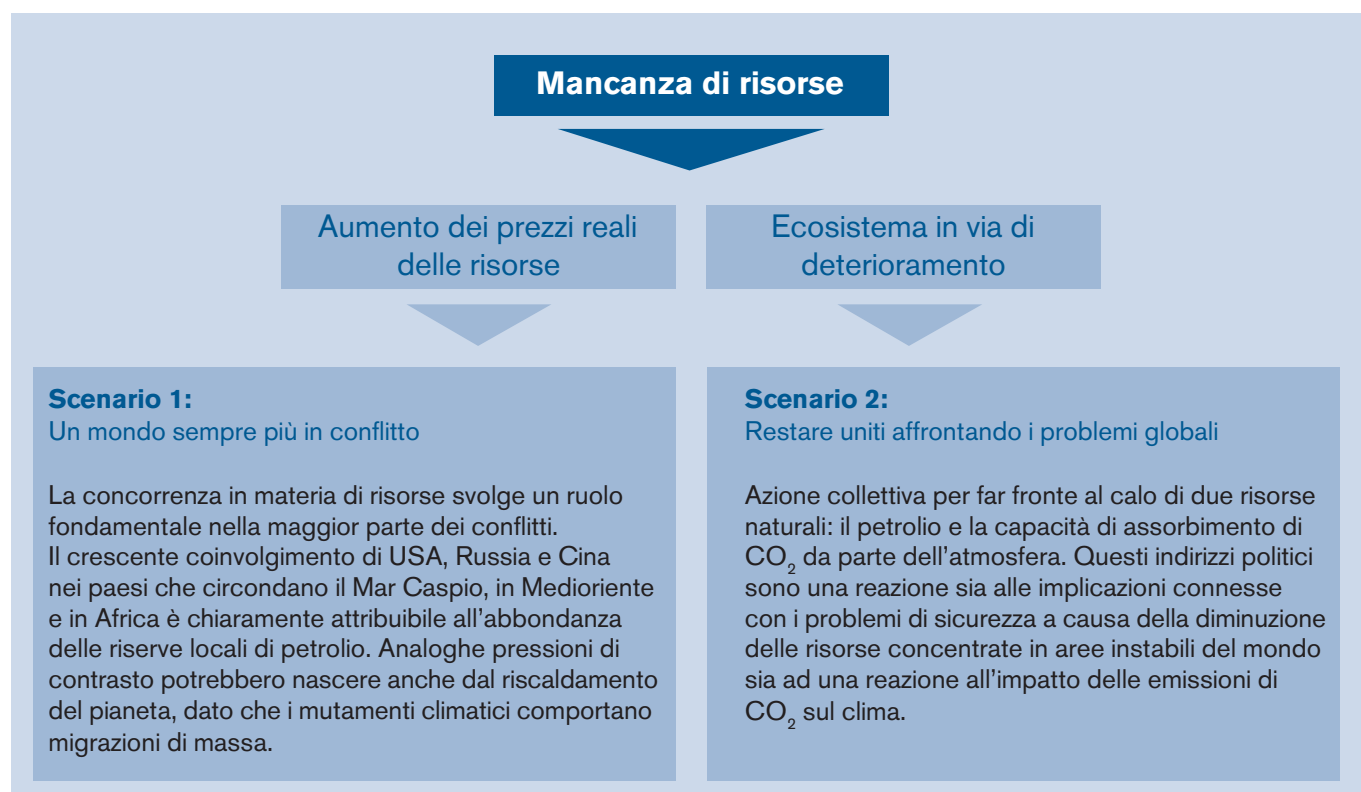 Mancanza di risorse
Aumento dei prezzi reali
delle risorse
Ecosistema in via di
deterioramento
Scenario 1:
Un mondo sempre più in conflitto
La concorrenza in materia di risorse svolge un ruolo
fondamentale nella maggior parte dei conflitti.
Il crescente coinvolgimento di USA, Russia e Cina
nei paesi che circondano il Mar Caspio, in Medioriente
e in Africa è chiaramente attribuibile all’abbondanza
delle riserve locali di petrolio. Analoghe pressioni di
contrasto potrebbero nascere anche dal riscaldamento
del pianeta, dato che i mutamenti climatici comportano
migrazioni di massa.
Scenario 2:
Restare uniti affrontando i problemi globali
Azione collettiva per far fronte al calo di due risorse
naturali: il petrolio e la capacità di assorbimento di
CO₂ da parte dell’atmosfera. Questi indirizzi politici
sono una reazione sia alle implicazioni connesse
con i problemi di sicurezza a causa della diminuzione
delle risorse concentrate in aree instabili del mondo
sia ad una reazione all’impatto delle emissioni di
CO₂ sul clima.